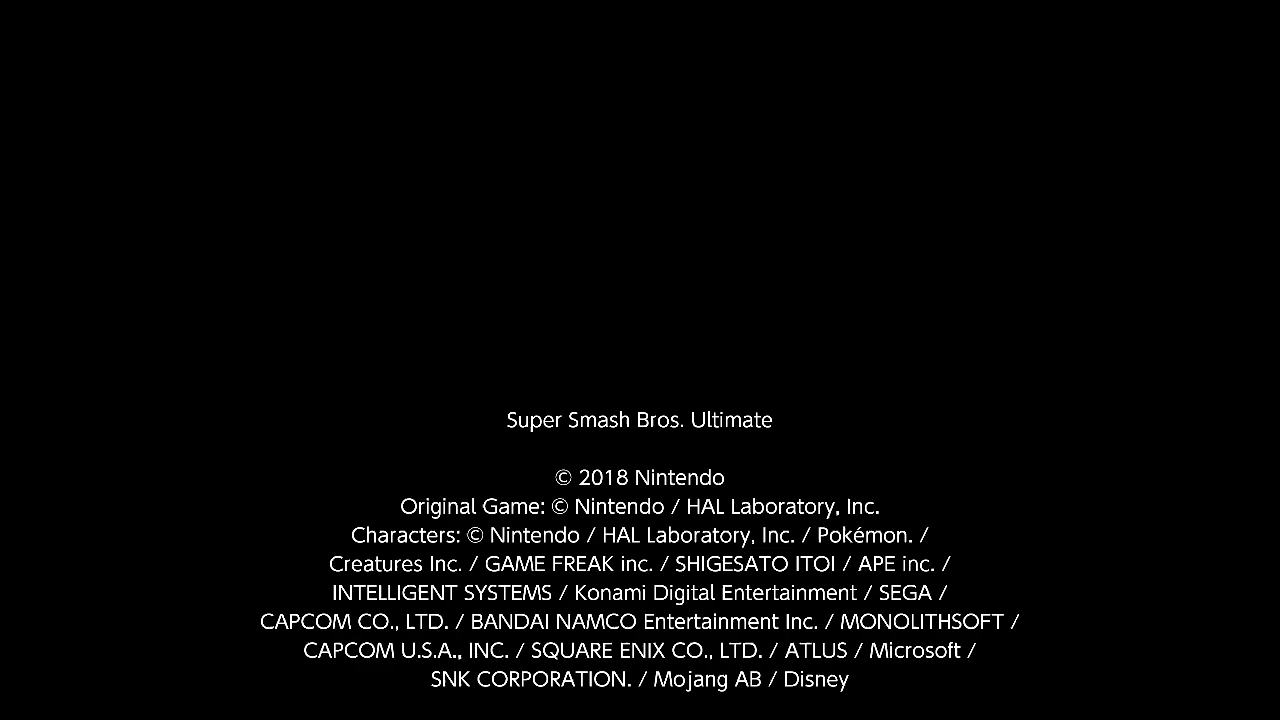 Super Smash Bros. Ultimate
© 2018 Nintendo
Original Game: © Nintendo / HAL Laboratory, Inc.
Characters: © Nintendo / HAL Laboratory, Inc. / Pokémon. /
Creatures Inc. / GAME FREAK inc. / SHIGESATO ITOI / APE inc. /
INTELLIGENT SYSTEMS / Konami Digital Entertainment / SEGA /
CAPCOM CO., LTD. / BANDAI NAMCO Entertainment Inc. / MONOLITHSOFT /
CAPCOM U.S.A., INC. / SQUARE ENIX CO., LTD. / ATLUS / Microsoft /
SNK CORPORATION. / Mojang AB / Disney